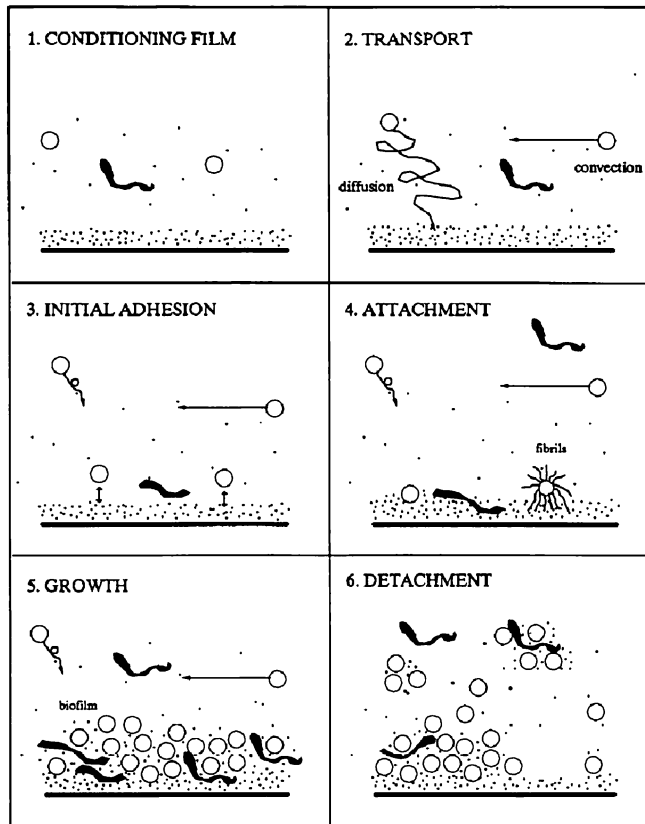 1. CONDITIONING FILM
2. TRANSPORT
diffusion
convection
3. INITIAL ADHESION
4. ATTACHMENT
fibrils
5. GROWTH
biofilm
6. DETACHMENT